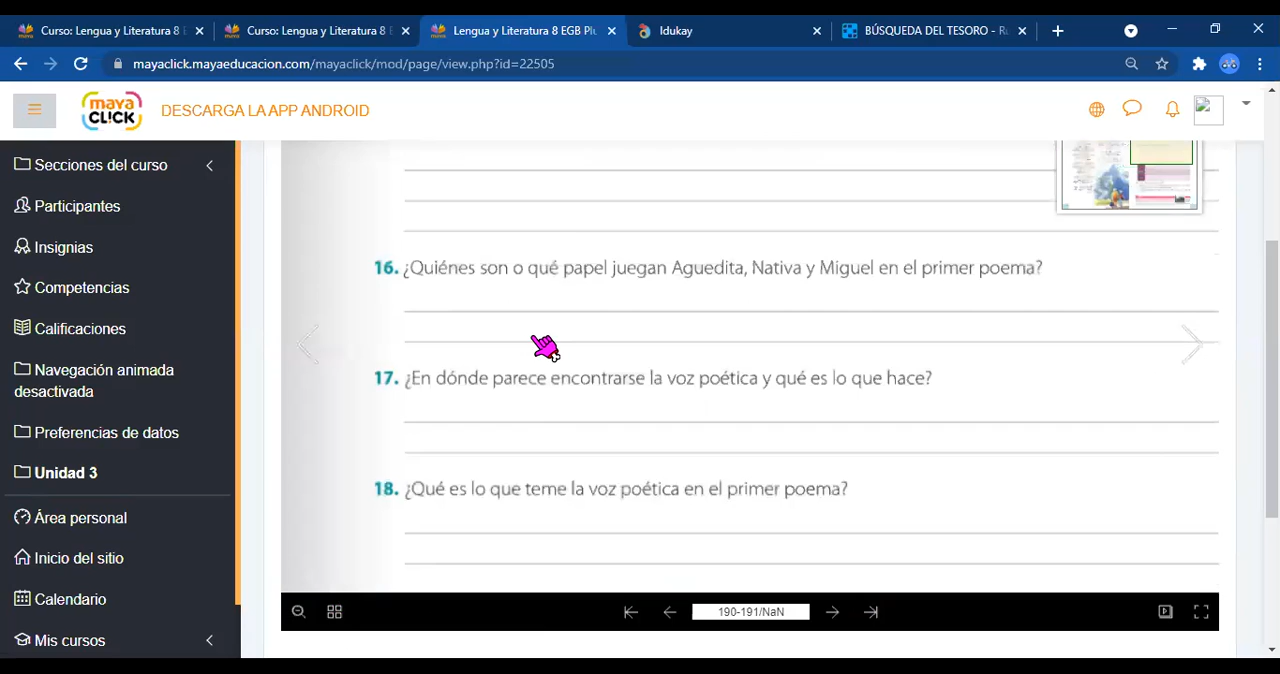 Curso: Lengua y Literatura 8
Curso: Lengua y Literatura 8
Lengua y Literatura 8 EGB Plu
Idukay
BÚSQUEDA DEL TESORO -
mayaclick.mayaeducacion.com/mayaclick/mod/page/view.php?id=22505
maya
CL!CK
DESCARGA LA APP ANDROID
Secciones del curso
Participantes
Insignias
Competencias
Calificaciones
Navegación animada
desactivada
Preferencias de datos
Unidad 3
Área personal
Inicio del sitio
Calendario
Mis cursos
16. ¿Quiénes son o qué papel juegan Aguedita, Nativa y Miguel en el primer poema?
17. ¿En dónde parece encontrarse la voz poética y qué es lo que hace?
18. ¿Qué es lo que teme la voz poética en el primer poema?
190-191/NaN